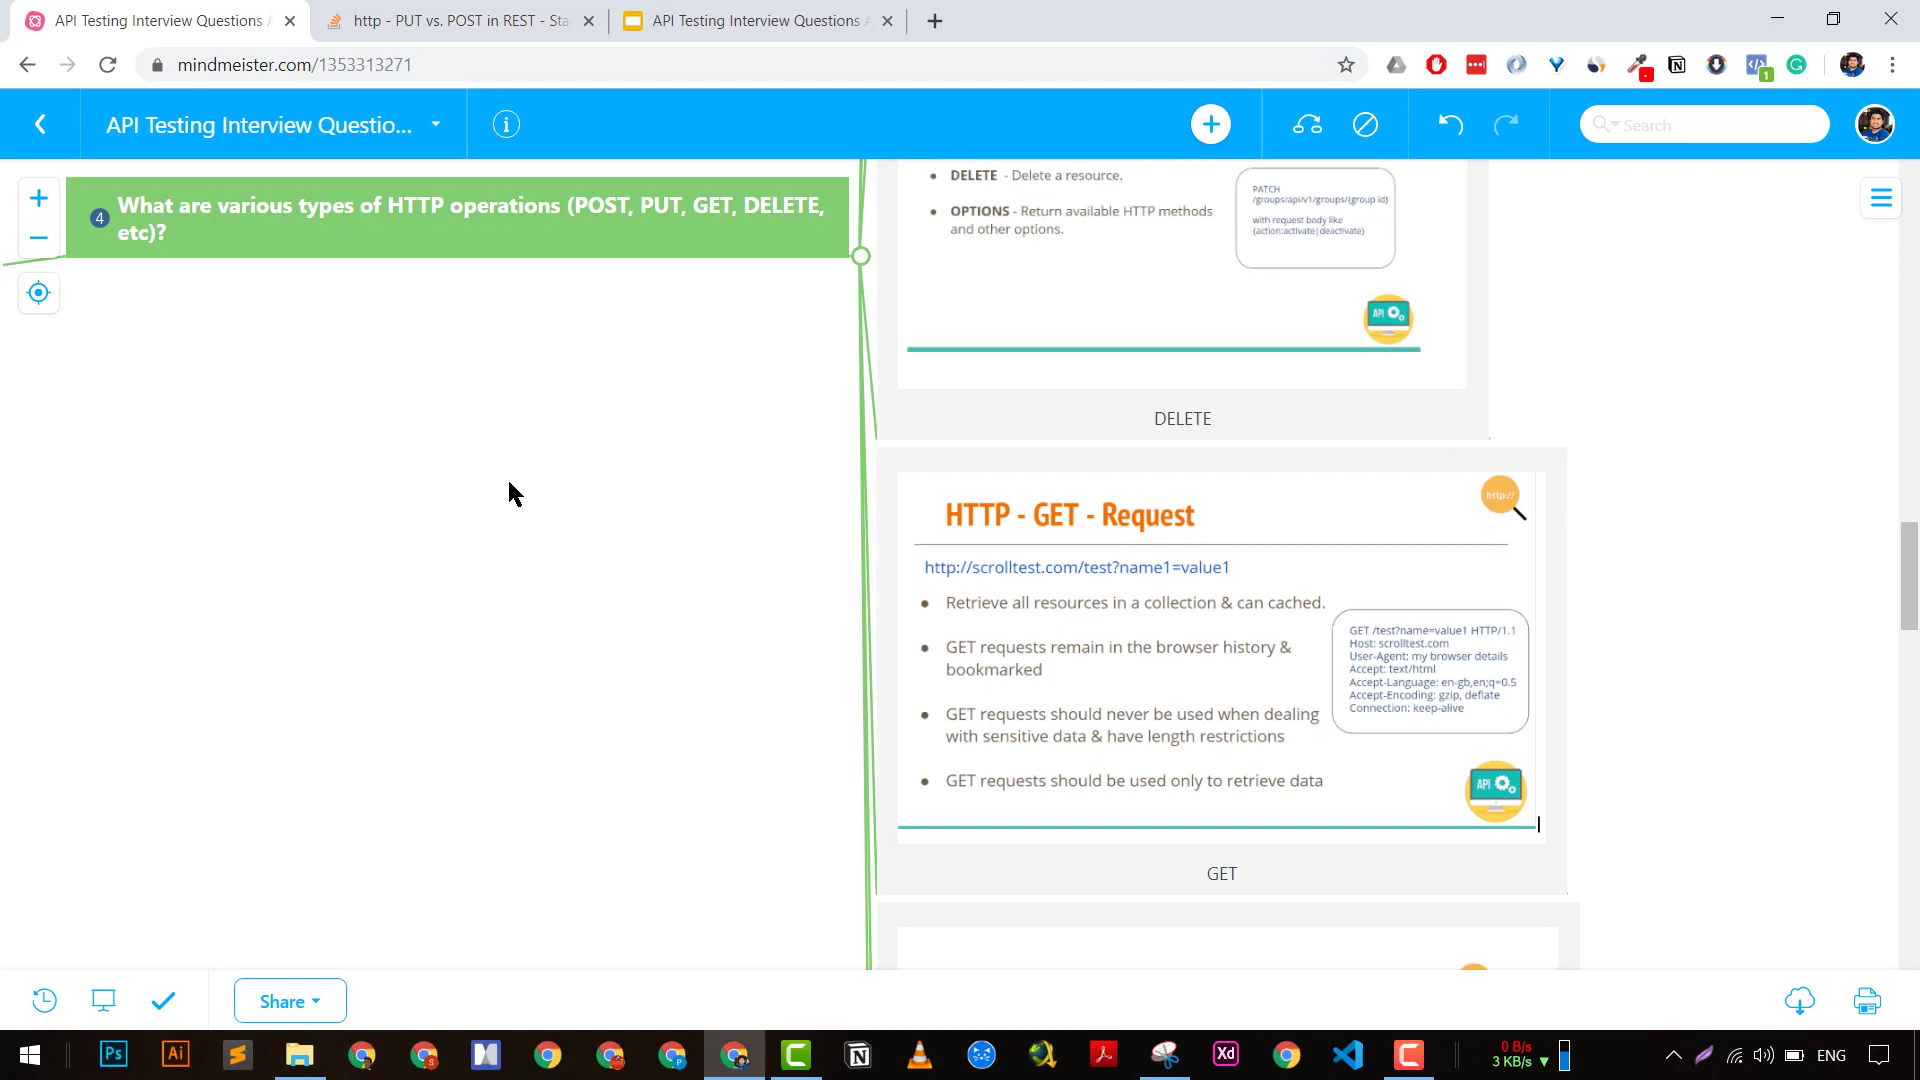 API Testing Interview Questions A
http - PUT vs. POST in REST - Sta
API Testing Interview Questions A
mindmeister.com/1353313271
1
API Testing Interview Questio...
Search
4
What are various types of HTTP operations (POST, PUT, GET, DELETE,
etc)?
DELETE - Delete a resource.
OPTIONS - Return available HTTP methods
and other options.
PATCH
/groups/api/v1/groups/{group id}
with request body like
{action:activate|deactivate}
API
DELETE
HTTP - GET - Request
http://
http://scrolltest.com/test?name1=value1
Retrieve all resources in a collection & can cached.
GET requests remain in the browser history &
bookmarked
GET requests should never be used when dealing
with sensitive data & have length restrictions
GET requests should be used only to retrieve data
GET /test?name=value1 HTTP/1.1
Host: scrolltest.com
User-Agent: my browser details
Accept: text/html
Accept-Language: en-gb,en;q=0.5
Accept-Encoding: gzip, deflate
Connection: keep-alive
API
GET
Share
Ps
Ai
Xd
0 B/s
3 KB/s
ENG